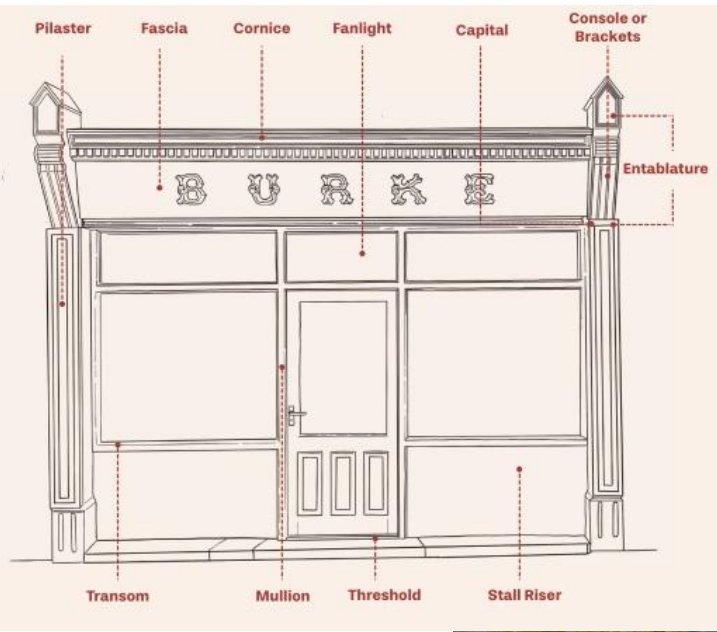 Pilaster
Fascia
Cornice
Fanlight
Capital
Console or
Brackets
Entablature
BURKE
Transom
Mullion
Threshold
Stall Riser